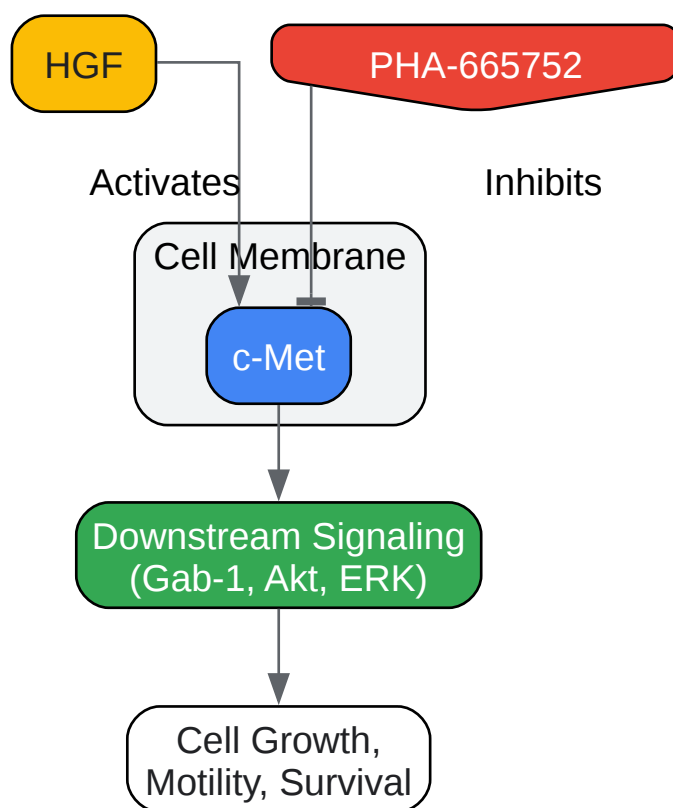 HGF
PHA-665752
Activates
Inhibits
Cell Membrane
c-Met
Downstream Signaling
(Gab-1, Akt, ERK)
Cell Growth,
Motility, Survival